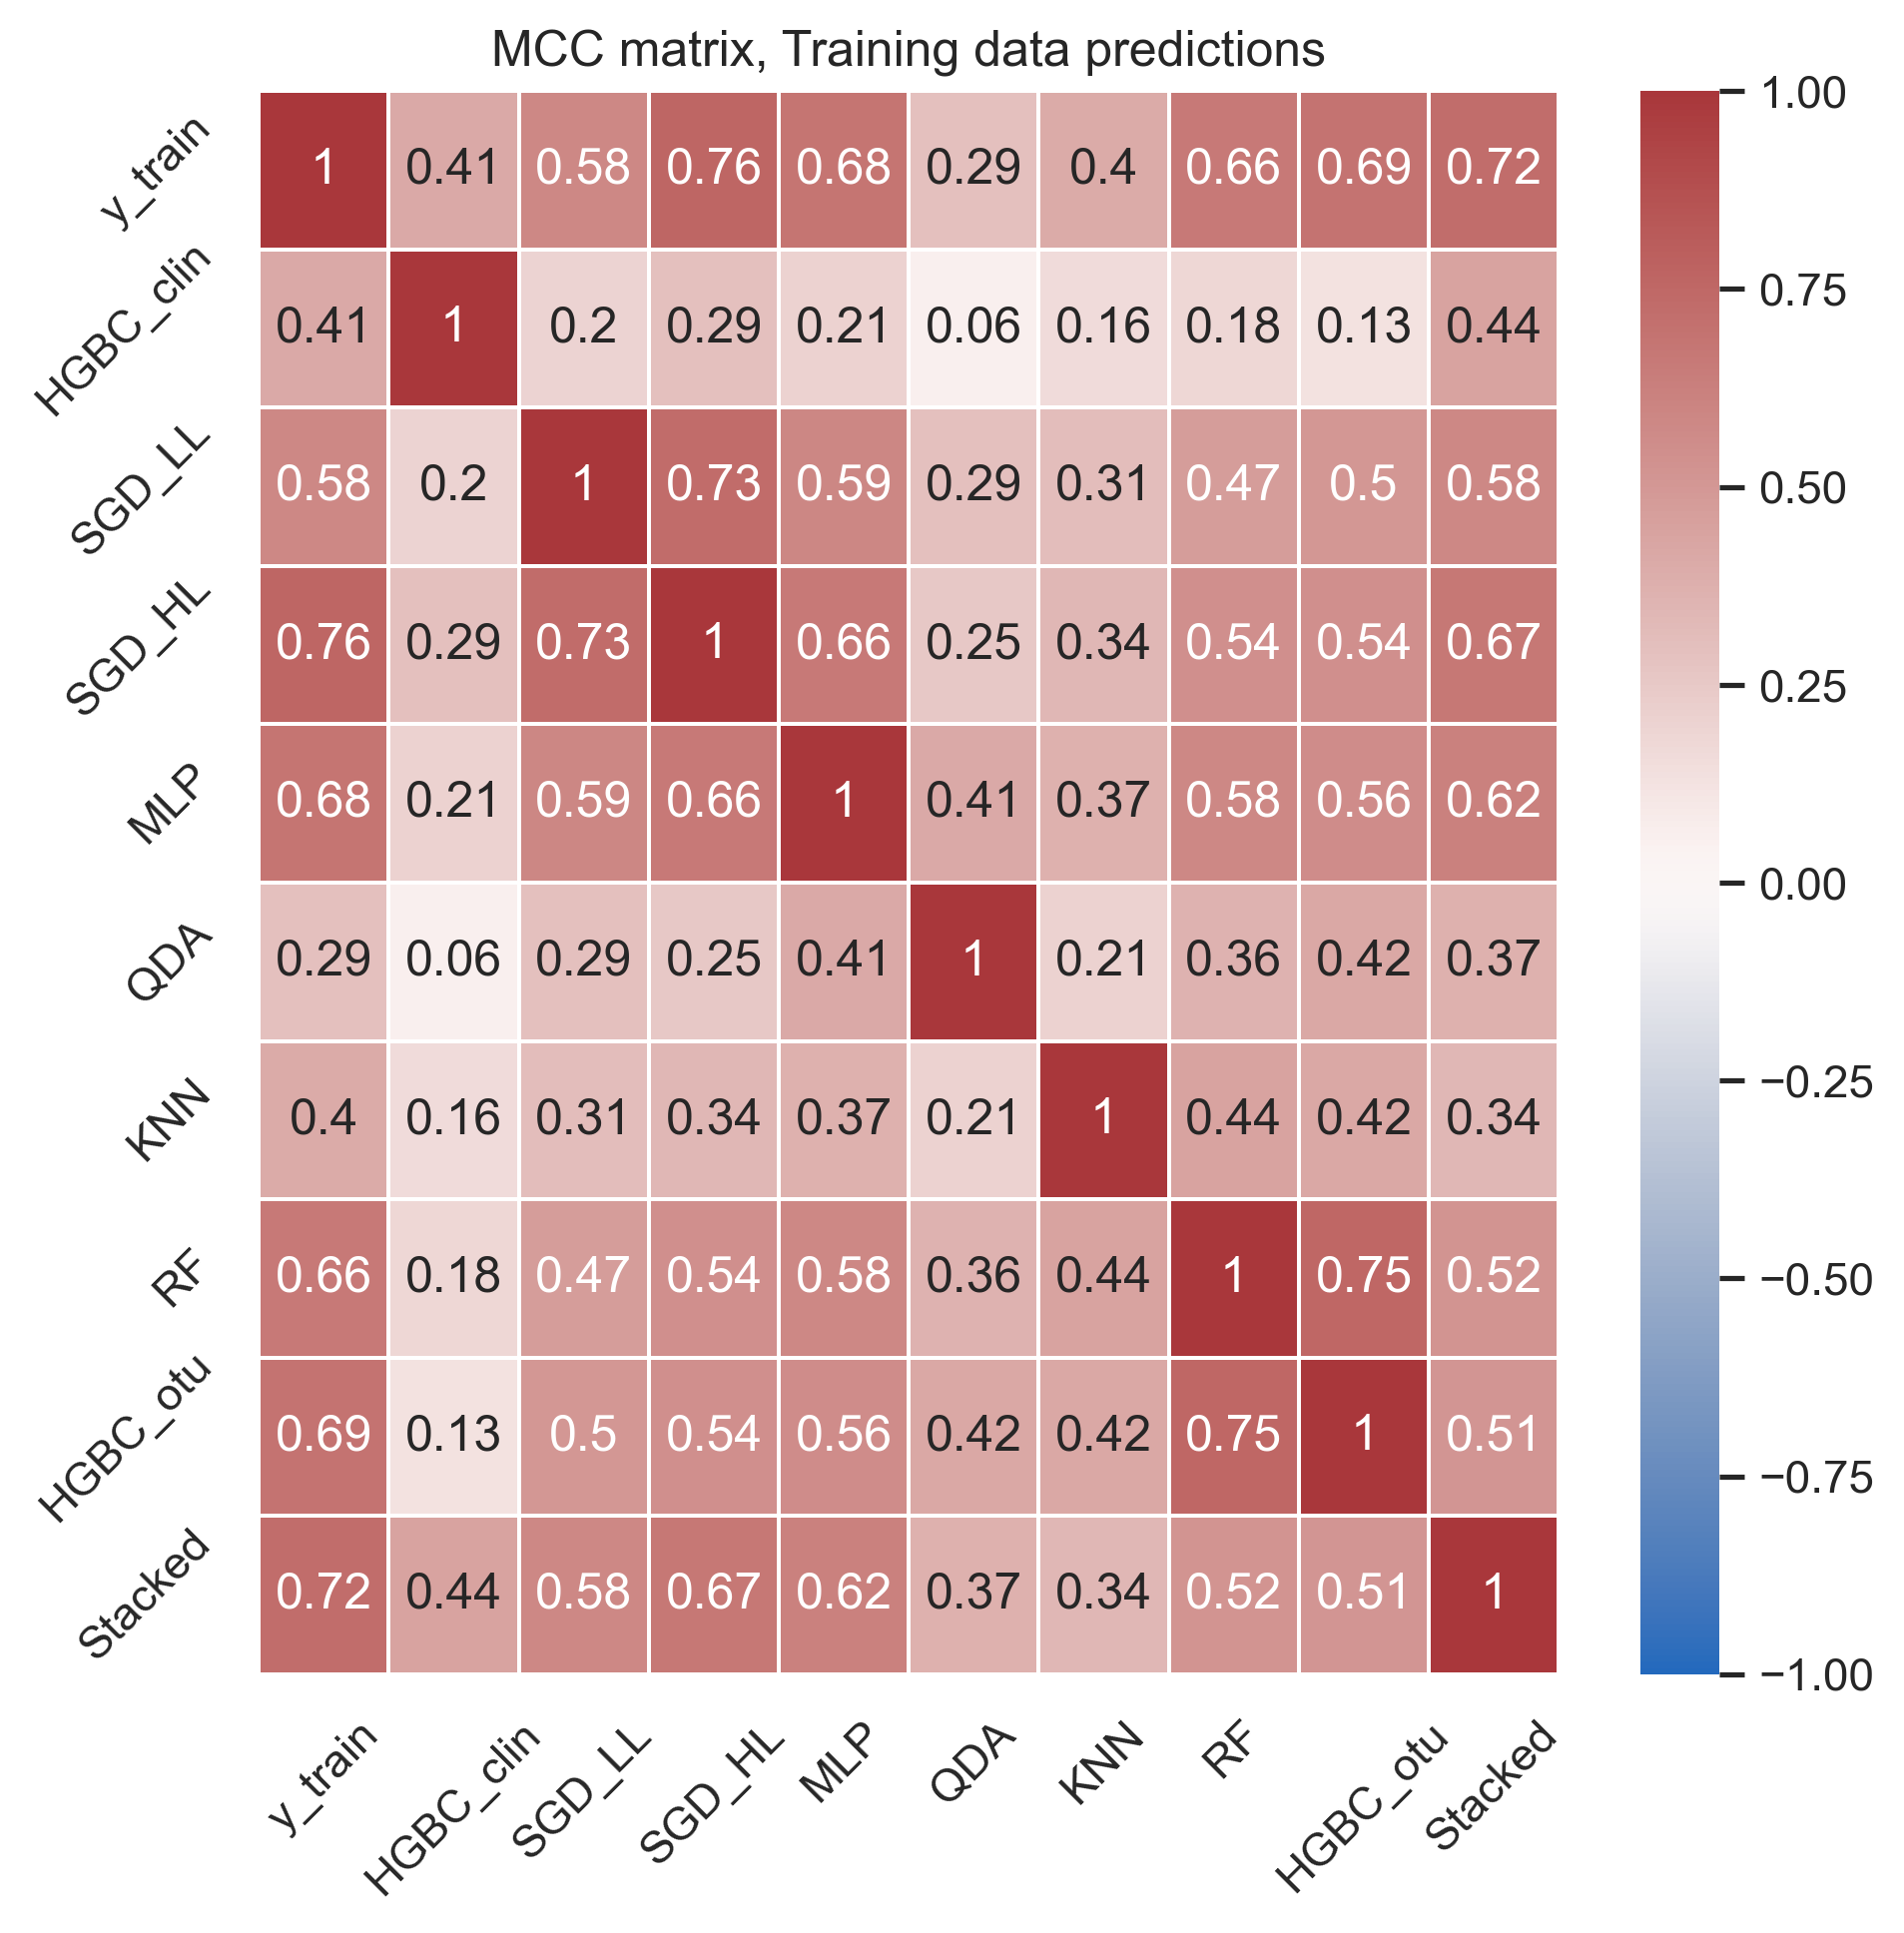 MCC matrix, Training data predictions
y_train 1 0.41 0.58 0.76 0.68 0.29 0.4 0.66 0.69 0.72
HGBC_clin 0.41 1 0.2 0.29 0.21 0.06 0.16 0.18 0.13 0.44
SGD_LL 0.58 0.2 1 0.73 0.59 0.29 0.31 0.47 0.5 0.58
SGD_HL 0.76 0.29 0.73 1 0.66 0.25 0.34 0.54 0.54 0.67
MLP 0.68 0.21 0.59 0.66 1 0.41 0.37 0.58 0.56 0.62
QDA 0.29 0.06 0.29 0.25 0.41 1 0.21 0.36 0.42 0.37
KNN 0.4 0.16 0.31 0.34 0.37 0.21 1 0.44 0.42 0.34
RF 0.66 0.18 0.47 0.54 0.58 0.36 0.44 1 0.75 0.52
HGBC_otu 0.69 0.13 0.5 0.54 0.56 0.42 0.42 0.75 1 0.51
Stacked 0.72 0.44 0.58 0.67 0.62 0.37 0.34 0.52 0.51 1
y_train HGBC_clin SGD_LL SGD_HL MLP QDA KNN RF HGBC_otu Stacked
1.00
0.75
0.50
0.25
0.00
−0.25
−0.50
−0.75
−1.00